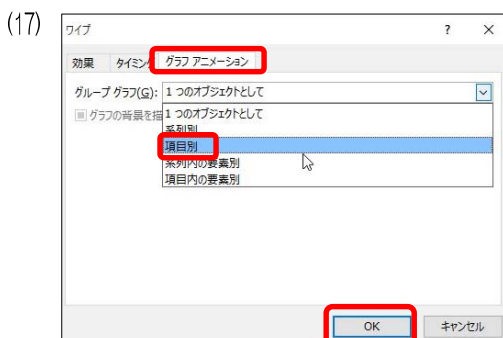 (17)
ワイプ ? ×
効果 タイミング グラフ アニメーション
グループ グラフ(G): 1 つのオブジェクトとして
グラフの背景を描
1 つのオブジェクトとして
系列別
項目別
系列内の要素別
項目内の要素別
OK キャンセル